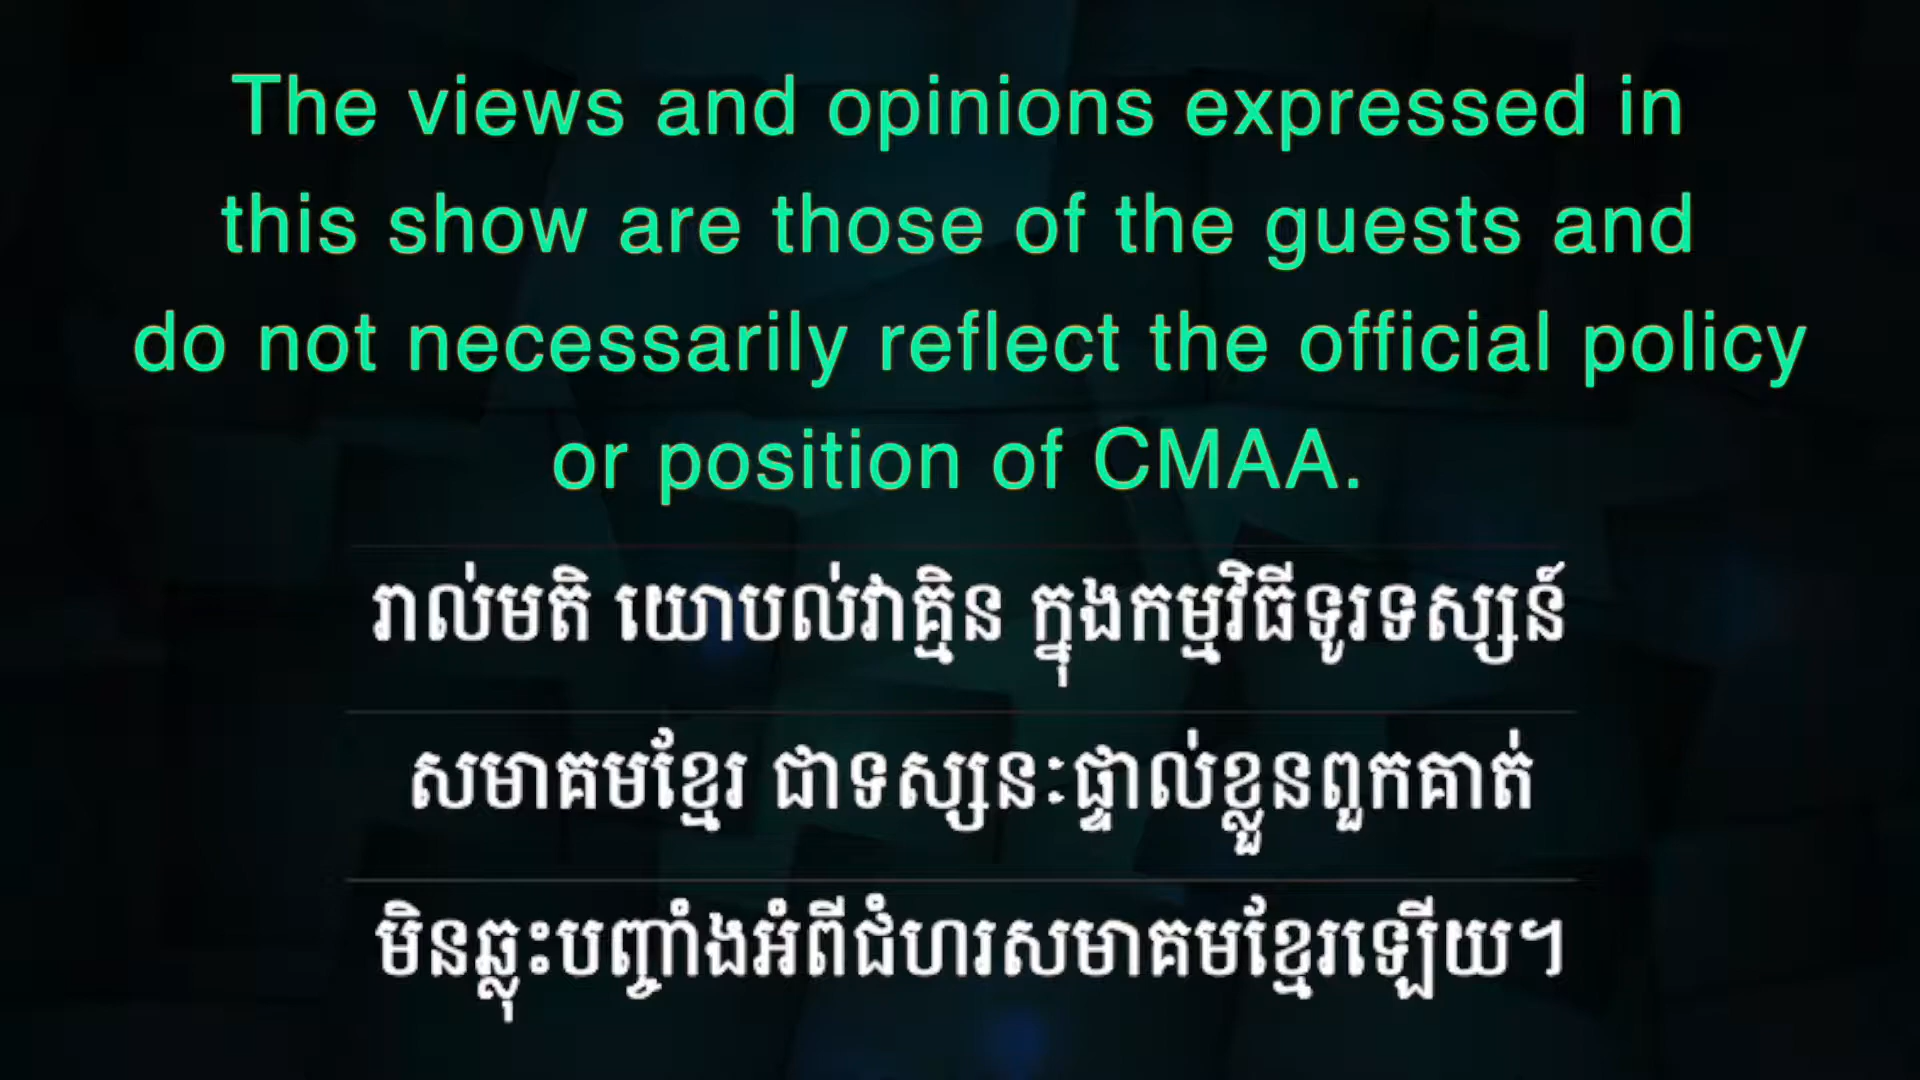 The views and opinions expressed in
this show are those of the guests and
do not necessarily reflect the official policy
or position of CMAA.
រាល់មតិ យោបល់វាគ្មិន ក្នុងកម្មវិធីទូរទស្សន៍
សមាគមខ្មែរ ជាទស្សនៈផ្ទាល់ខ្លួនពួកគាត់
មិនឆ្លុះបញ្ចាំងអំពីជំហរសមាគមខ្មែរឡើយ។